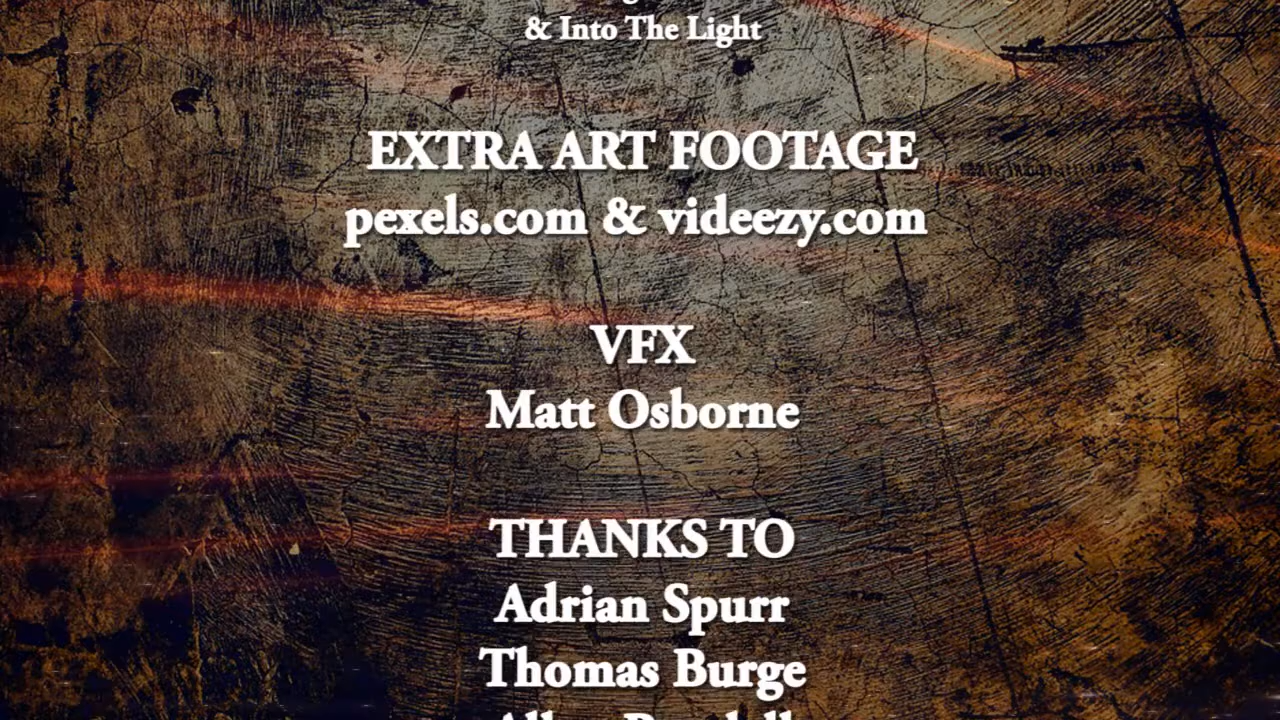 & Into The Light
EXTRA ART FOOTAGE
pexels.com & videezy.com
VFX
Matt Osborne
THANKS TO
Adrian Spurr
Thomas Burge